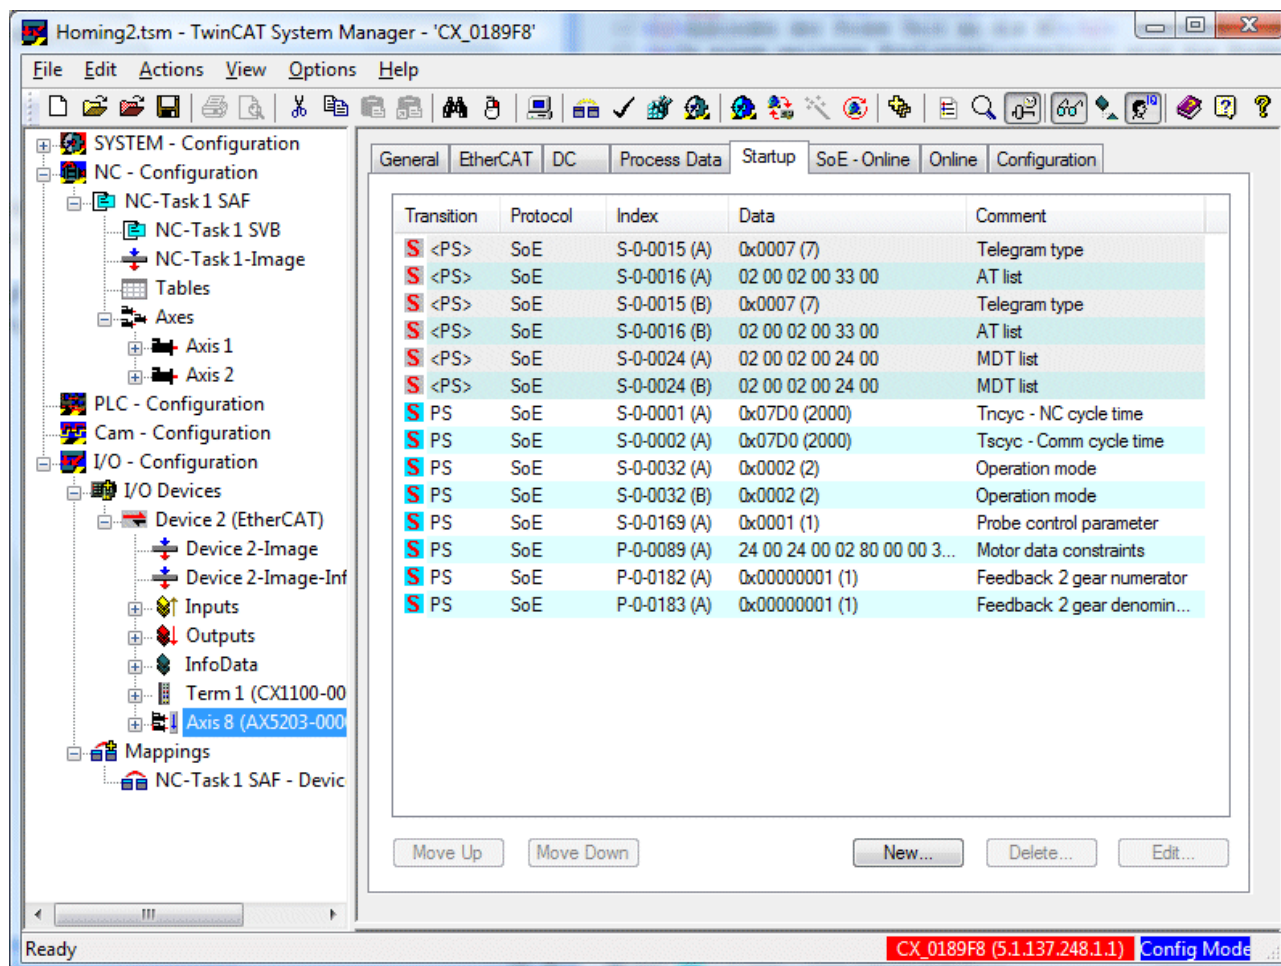 Homing2.tsm - TwinCAT System Manager - 'CX_0189F8'
File Edit Actions View Options Help
SYSTEM - Configuration
NC - Configuration
NC-Task 1 SAF
NC-Task 1 SVB
NC-Task 1-Image
Tables
Axes
Axis 1
Axis 2
PLC - Configuration
Cam - Configuration
I/O - Configuration
I/O Devices
Device 2 (EtherCAT)
Device 2-Image
Device 2-Image-Inf
Inputs
Outputs
InfoData
Term 1 (CX1100-00
Axis 8 (AX5203-000
Mappings
NC-Task 1 SAF - Devic
General EtherCAT DC Process Data Startup SoE - Online Online Configuration
Transition Protocol Index Data Comment
S <PS> SoE S-0-0015 (A) 0x0007 (7) Telegram type
S <PS> SoE S-0-0016 (A) 02 00 02 00 33 00 AT list
S <PS> SoE S-0-0015 (B) 0x0007 (7) Telegram type
S <PS> SoE S-0-0016 (B) 02 00 02 00 33 00 AT list
S <PS> SoE S-0-0024 (A) 02 00 02 00 24 00 MDT list
S <PS> SoE S-0-0024 (B) 02 00 02 00 24 00 MDT list
S PS SoE S-0-0001 (A) 0x07D0 (2000) Tncyc - NC cycle time
S PS SoE S-0-0002 (A) 0x07D0 (2000) Tscyc - Comm cycle time
S PS SoE S-0-0032 (A) 0x0002 (2) Operation mode
S PS SoE S-0-0032 (B) 0x0002 (2) Operation mode
S PS SoE S-0-0169 (A) 0x0001 (1) Probe control parameter
S PS SoE P-0-0089 (A) 24 00 24 00 02 80 00 00 3... Motor data constraints
S PS SoE P-0-0182 (A) 0x00000001 (1) Feedback 2 gear numerator
S PS SoE P-0-0183 (A) 0x00000001 (1) Feedback 2 gear denomin...
Move Up Move Down New... Delete... Edit...
Ready CX_0189F8 (5.1.137.248.1.1) Config Mode